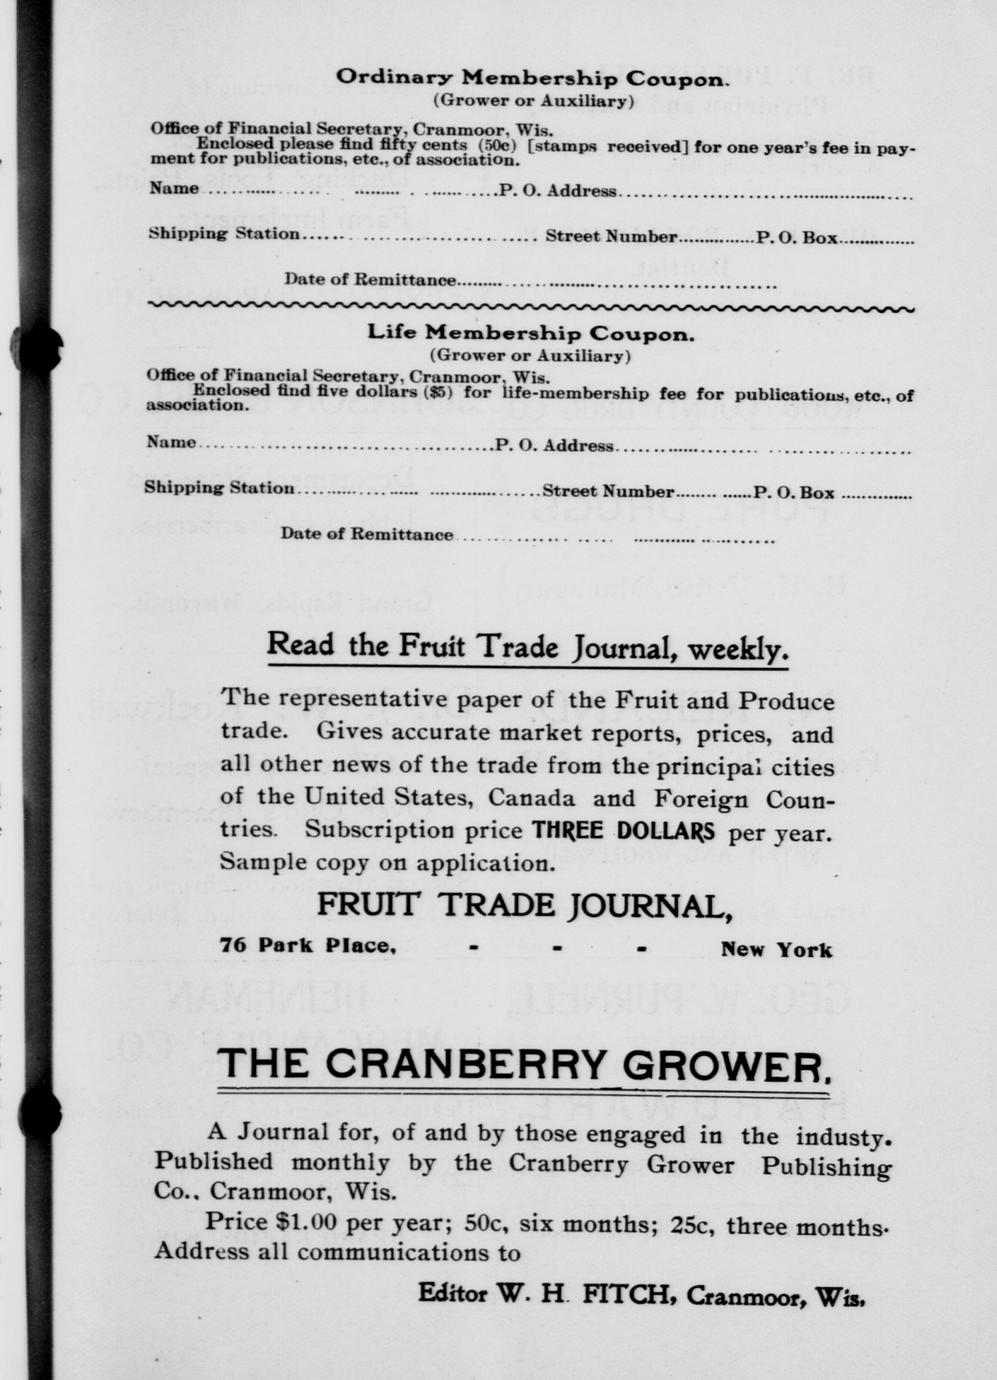 Ordinary Membership Coupon.
(Grower or Auxiliary)
Office of Financial Secretary, Cranmoor, Wis.
Enclosed please find fifty cents (50c) [stamps received] for one year's fee in pay-
ment for publications, etc., of association.
Name ........................................P. O. Address........................................
Shipping Station........................................ Street Number...............P. O. Box...............
Date of Remittance........................................
Life Membership Coupon.
(Grower or Auxiliary)
Office of Financial Secretary, Cranmoor, Wis.
Enclosed find five dollars ($5) for life-membership fee for publications, etc., of
association.
Name........................................P. O. Address........................................
Shipping Station........................................Street Number...............P. O. Box ..............
Date of Remittance........................................
Read the Fruit Trade Journal, weekly.
The representative paper of the Fruit and Produce
trade. Gives accurate market reports, prices, and
all other news of the trade from the principal cities
of the United States, Canada and Foreign Coun-
tries. Subscription price THREE DOLLARS per year.
Sample copy on application.
FRUIT TRADE JOURNAL,
76 Park Place, - - - New York
THE CRANBERRY GROWER.
A Journal for, of and by those engaged in the industy.
Published monthly by the Cranberry Grower Publishing
Co., Cranmoor, Wis.
Price $1.00 per year; 50c, six months; 25c, three months.
Address all communications to
Editor W. H. FITCH, Cranmoor, Wis.